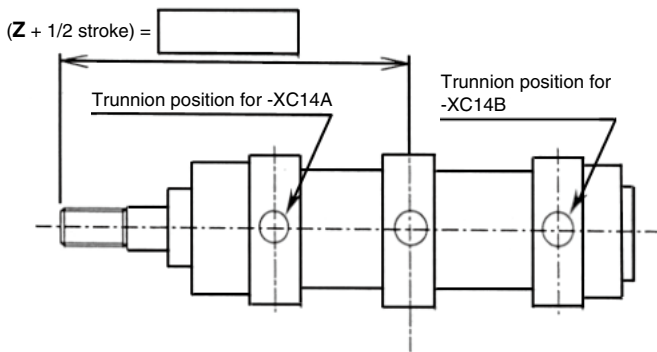 (Z + 1/2 stroke) =
Trunnion position for -XC14A
Trunnion position for
-XC14B